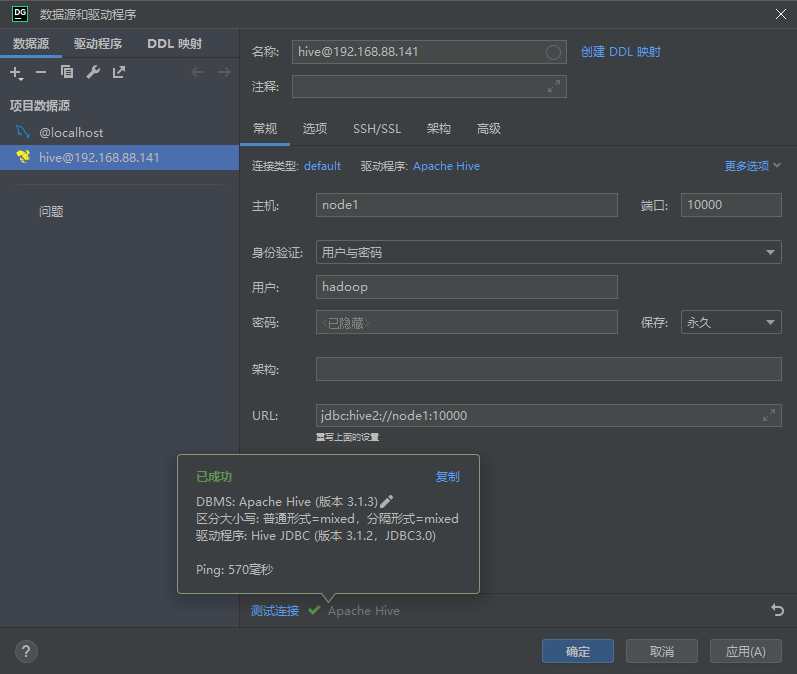 DG 数据源和驱动程序
数据源 驱动程序 DDL 映射
项目数据源
@localhost
hive@192.168.88.141
问题
名称: hive@192.168.88.141 创建 DDL 映射
注释:
常规 选项 SSH/SSL 架构 高级
连接类型: default 驱动程序: Apache Hive 更多选项
主机: node1 端口: 10000
身份验证: 用户与密码
用户: hadoop
密码: <已隐藏> 保存: 永久
架构:
URL: jdbc:hive2://node1:10000
重写上面的设置
已成功 复制
DBMS: Apache Hive (版本 3.1.3)
区分大小写: 普通形式=mixed，分隔形式=mixed
驱动程序: Hive JDBC (版本 3.1.2，JDBC3.0)
Ping: 570毫秒
测试连接 Apache Hive
? 确定 取消 应用(A)